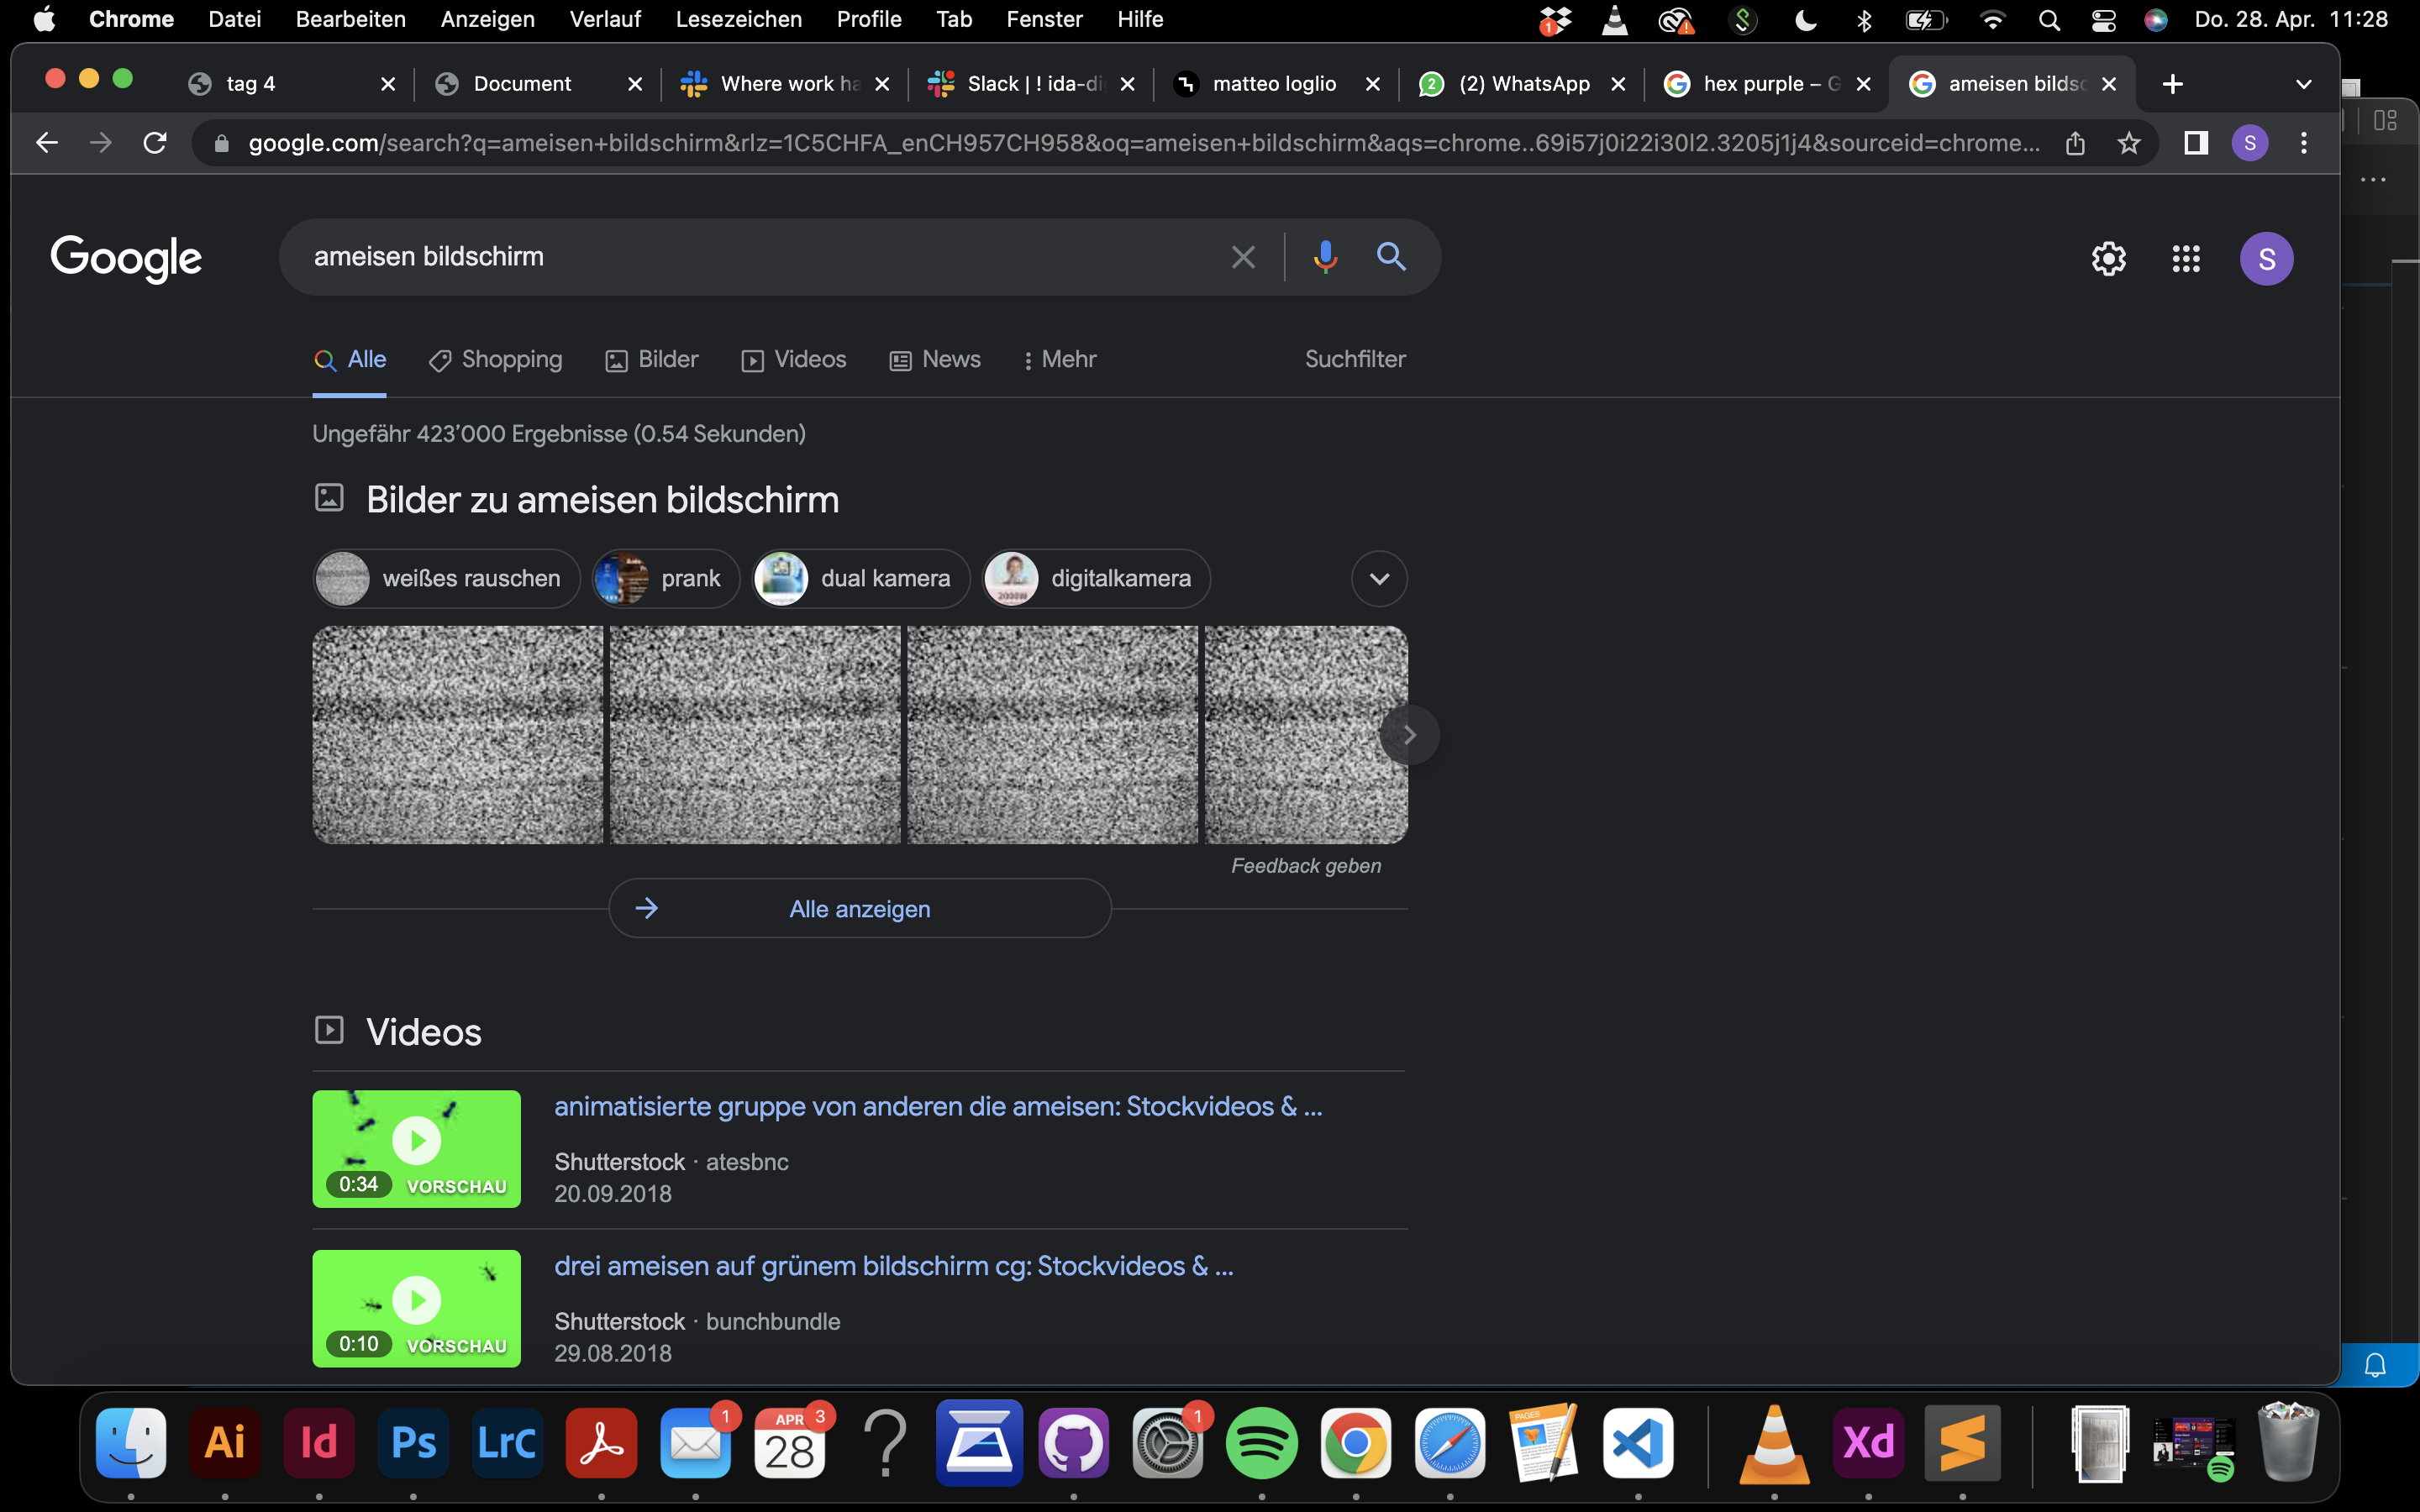 Chrome Datei Bearbeiten Anzeigen Verlauf Lesezeichen Profile Tab Fenster Hilfe
1
Do. 28. Apr. 11:28
tag 4
Document
Where work ha
Slack | ! ida-di
matteo loglio
2
(2) WhatsApp
hex purple – G
ameisen bildsc
google.com/search?q=ameisen+bildschirm&rlz=1C5CHFA_enCH957CH958&oq=ameisen+bildschirm&aqs=chrome..69i57j0i22i30l2.3205j1j4&sourceid=chrome...
S
Google
ameisen bildschirm
S
Alle
Shopping
Bilder
Videos
News
Mehr
Suchfilter
Ungefähr 423’000 Ergebnisse (0.54 Sekunden)
Bilder zu ameisen bildschirm
weißes rauschen
prank
dual kamera
digitalkamera
Feedback geben
Alle anzeigen
Videos
animatisierte gruppe von anderen die ameisen: Stockvideos & ...
Shutterstock · atesbnc
20.09.2018
0:34 VORSCHAU
drei ameisen auf grünem bildschirm cg: Stockvideos & ...
Shutterstock · bunchbundle
29.08.2018
0:10 VORSCHAU
Ai
Id
Ps
LrC
1
APR
3
28
?
1
PAGES
Xd